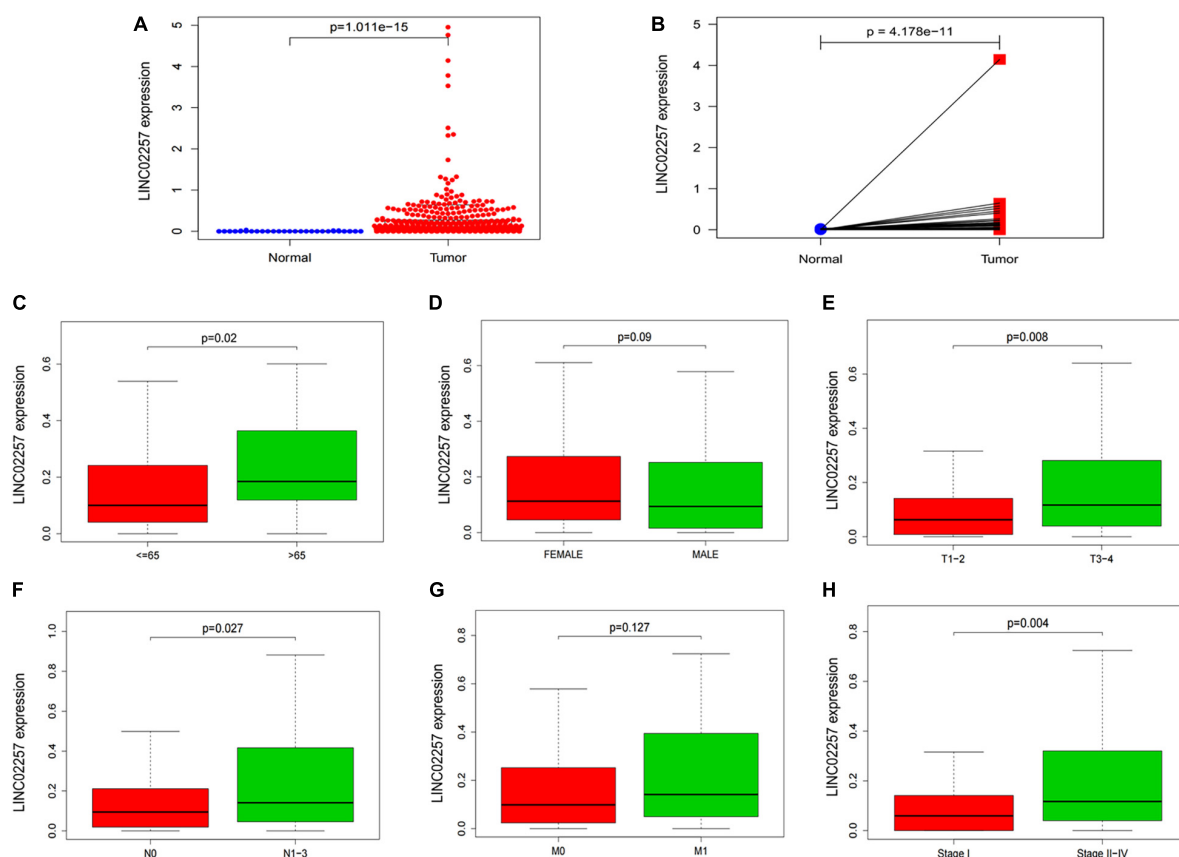 A
p=1.011e−15
LINC02257 expression
5
4
3
2
1
0
Normal Tumor
B
p = 4.178e−11
LINC02257 expression
5
4
3
2
1
0
Normal Tumor
C
p=0.02
LINC02257 expression
0.6
0.4
0.2
0.0
<=65 >65
D
p=0.09
LINC02257 expression
0.6
0.4
0.2
0.0
FEMALE MALE
E
p=0.008
LINC02257 expression
0.8
0.6
0.4
0.2
0.0
T1−2 T3−4
F
p=0.027
LINC02257 expression
1.0
0.8
0.6
0.4
0.2
0.0
N0 N1−3
G
p=0.127
LINC02257 expression
0.8
0.6
0.4
0.2
0.0
M0 M1
H
p=0.004
LINC02257 expression
0.8
0.6
0.4
0.2
0.0
Stage I Stage II−IV